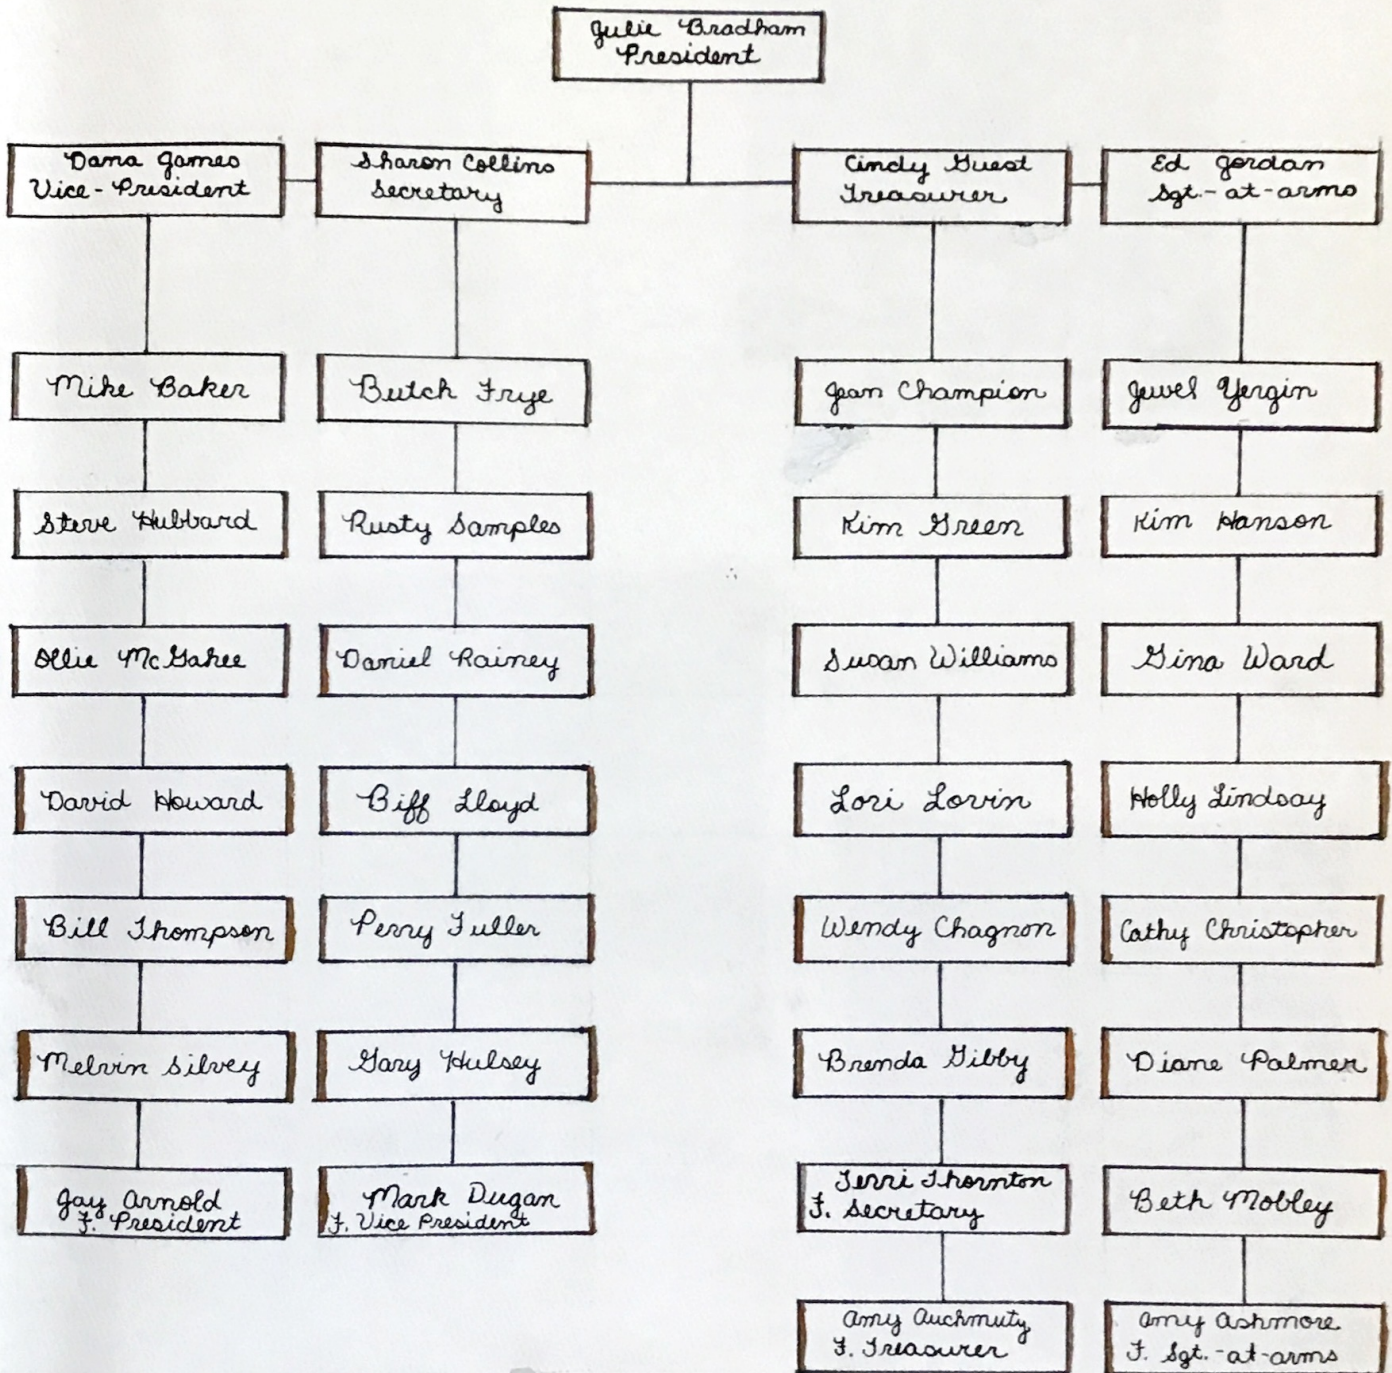 Julie Bradham
President
Dana James
Vice-President
Sharon Collins
Secretary
Cindy Guest
Treasurer
Ed Jordan
Sgt.-at-arms
Mike Baker
Butch Frye
Jean Champion
Jewel Yergin
Steve Hubbard
Rusty Samples
Kim Green
Kim Hanson
Ollie McGahee
Daniel Rainey
Susan Williams
Gina Ward
David Howard
Biff Lloyd
Lori Lovin
Holly Lindsay
Bill Thompson
Perry Fuller
Wendy Chagnon
Cathy Christopher
Melvin Silvey
Gary Hulsey
Brenda Gibby
Diane Palmer
Jay Arnold
F. President
Mark Dugan
F. Vice President
Terri Thornton
F. Secretary
Beth Mobley
Amy Auchmuty
F. Treasurer
Amy Ashmore
F. Sgt.-at-arms